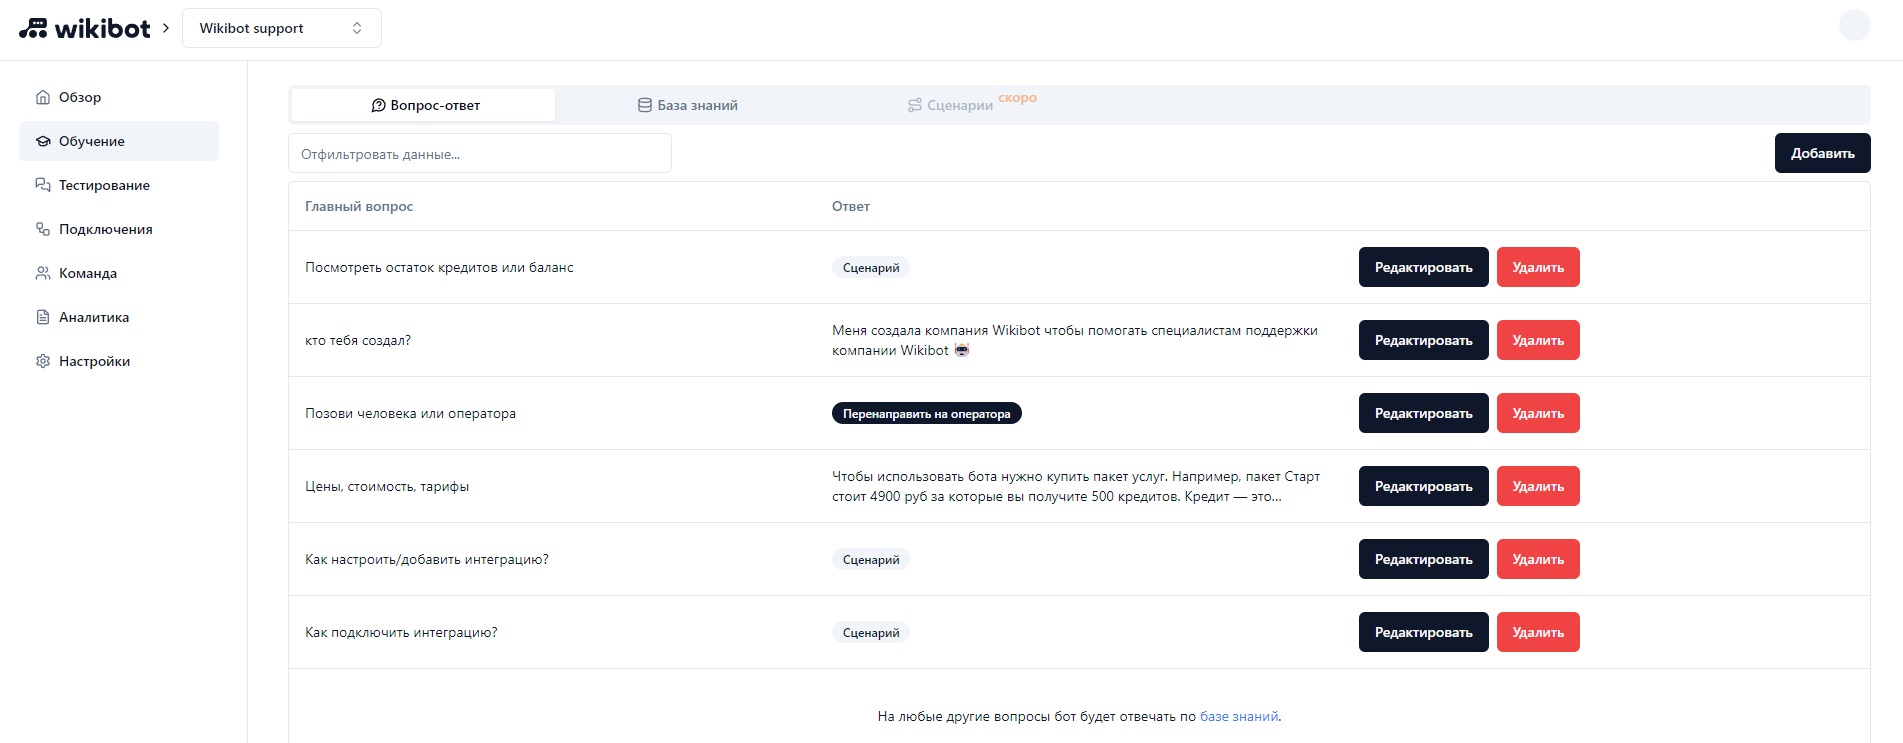 wikibot
Wikibot support
Обзор
Обучение
Тестирование
Подключения
Команда
Аналитика
Настройки
Вопрос-ответ
База знаний
Сценарии скоро
Отфильтровать данные...
Добавить
Главный вопрос
Ответ
Посмотреть остаток кредитов или баланс
Сценарий
Редактировать
Удалить
кто тебя создал?
Меня создала компания Wikibot чтобы помогать специалистам поддержки
компании Wikibot
Редактировать
Удалить
Позови человека или оператора
Перенаправить на оператора
Редактировать
Удалить
Цены, стоимость, тарифы
Чтобы использовать бота нужно купить пакет услуг. Например, пакет Старт
стоит 4900 руб за которые вы получите 500 кредитов. Кредит — это...
Редактировать
Удалить
Как настроить/добавить интеграцию?
Сценарий
Редактировать
Удалить
Как подключить интеграцию?
Сценарий
Редактировать
Удалить
На любые другие вопросы бот будет отвечать по базе знаний.